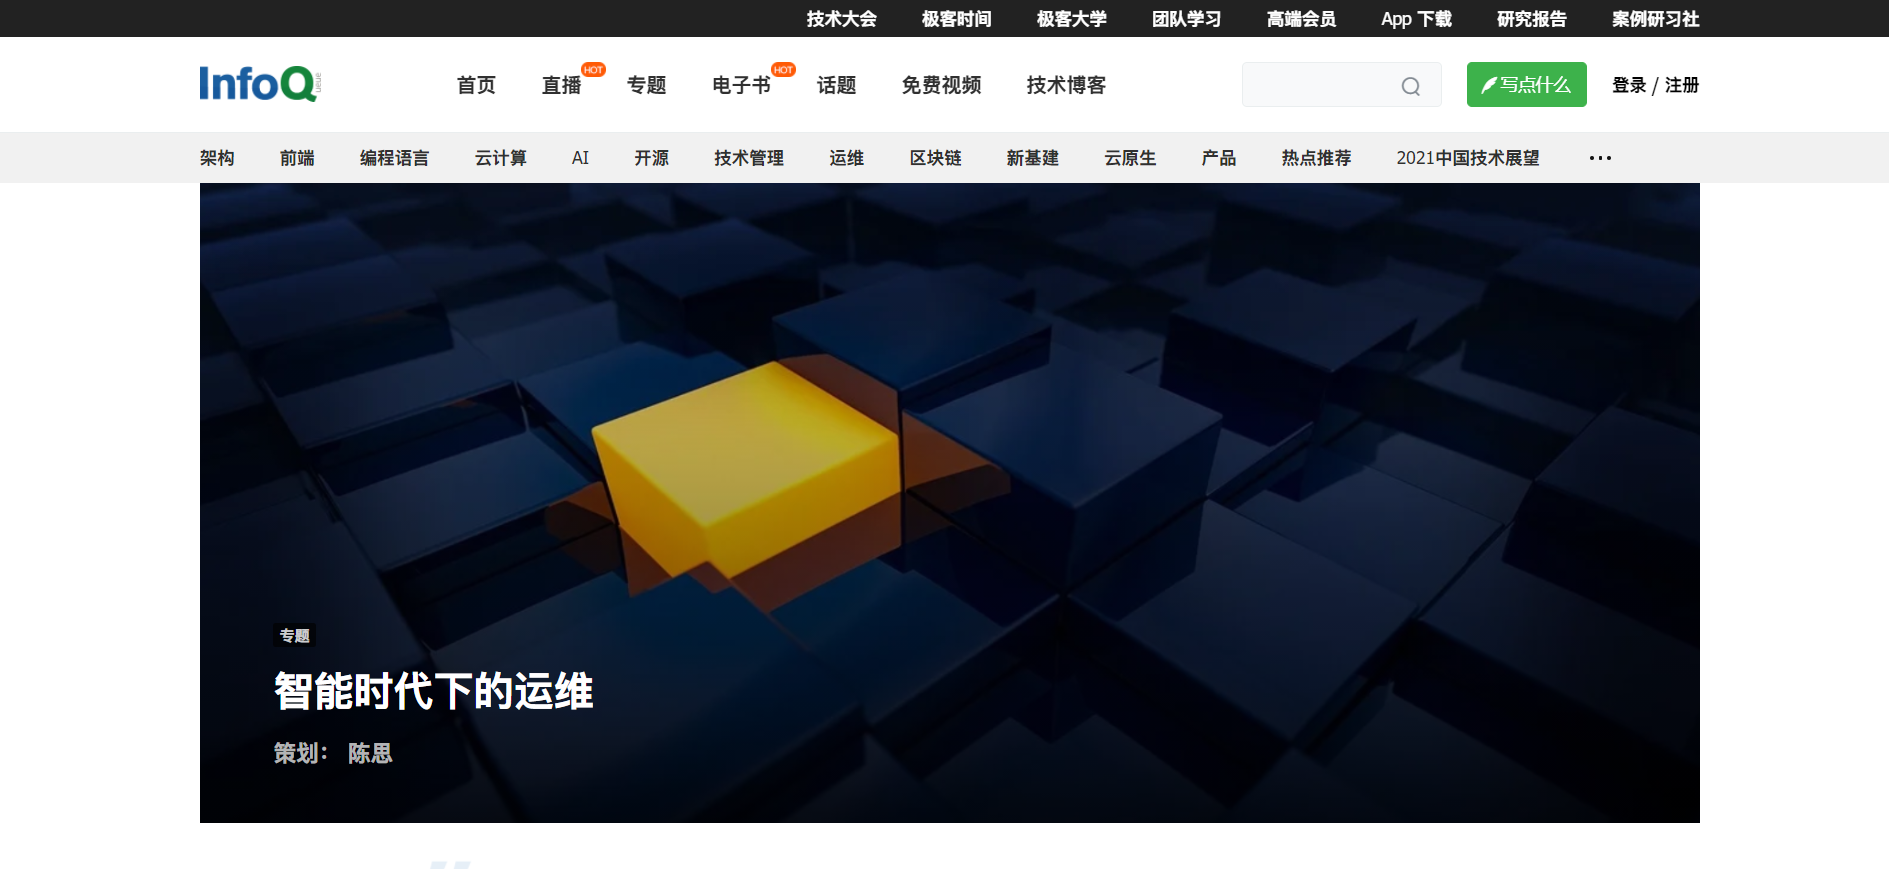 技术大会 极客时间 极客大学 团队学习 高端会员 App 下载 研究报告 案例研习社
InfoQ 首页 直播 HOT 专题 电子书 HOT 话题 免费视频 技术博客 写点什么 登录 / 注册
架构 前端 编程语言 云计算 AI 开源 技术管理 运维 区块链 新基建 云原生 产品 热点推荐 2021中国技术展望 ···
专题
智能时代下的运维
策划： 陈思